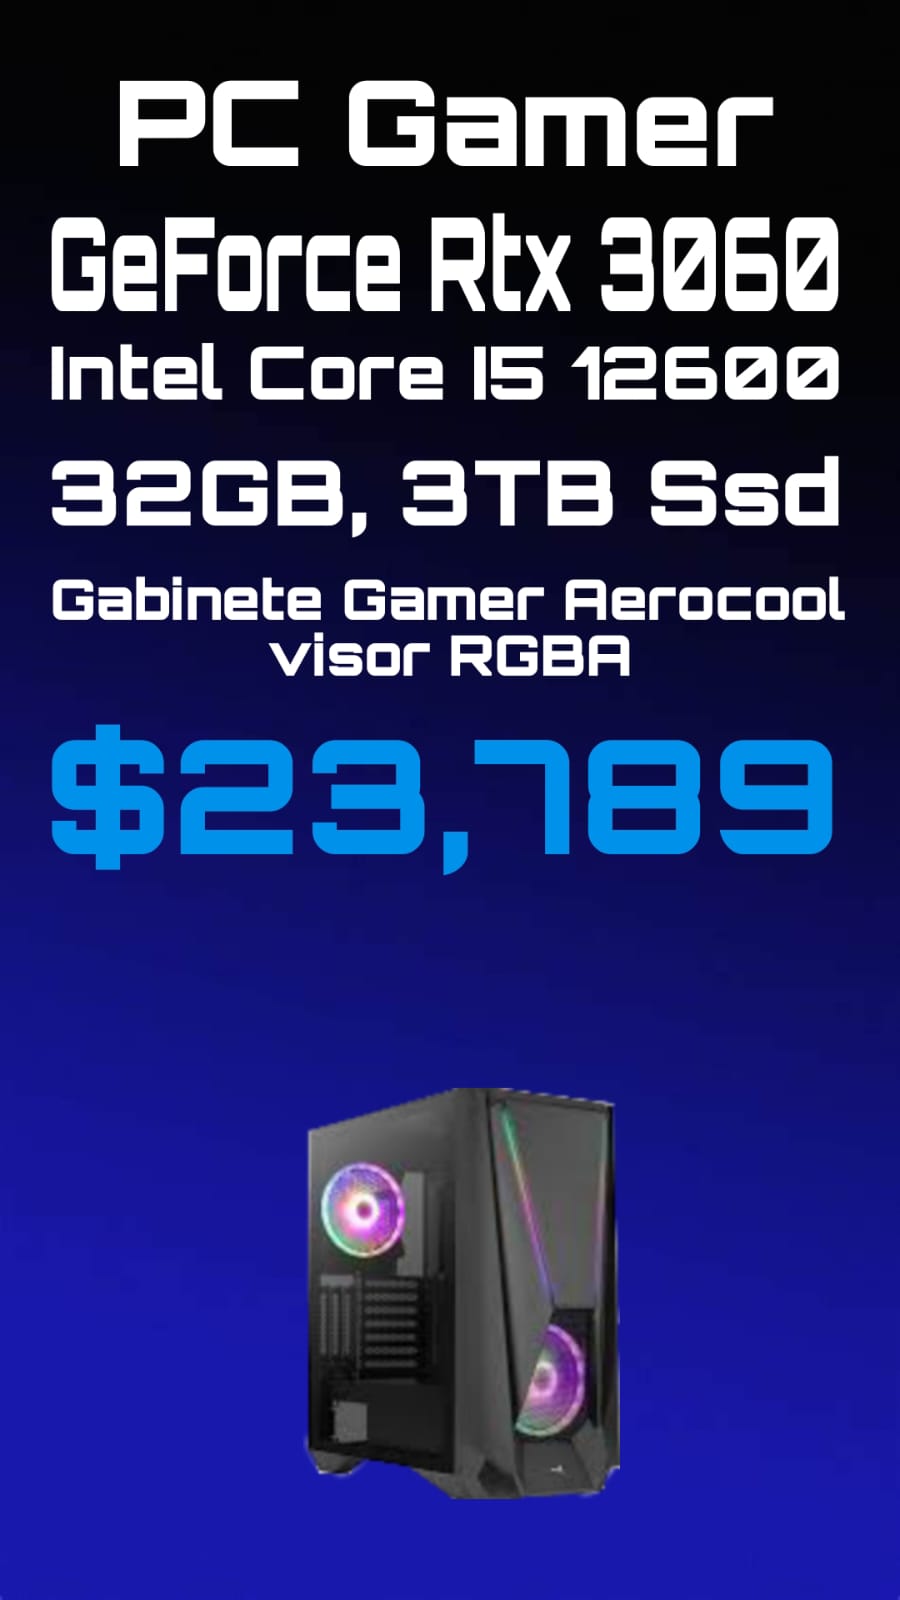 PC Gamer
GeForce Rtx 3060
Intel Core I5 12600
32GB, 3TB Ssd
Gabinete Gamer Aerocool
visor RGBA
$23,789